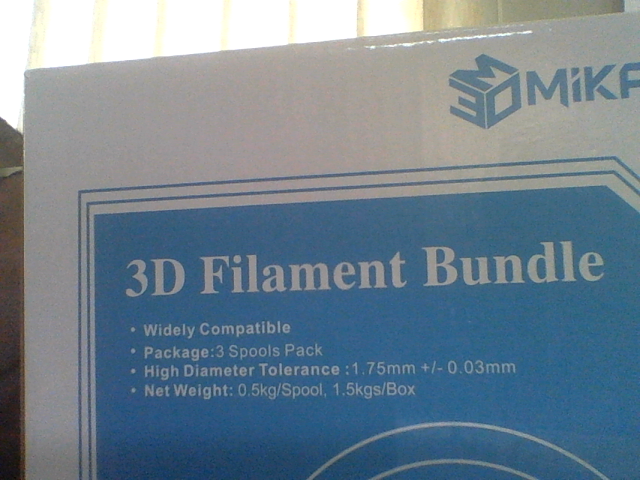 M3D MiKA
3D Filament Bundle
• Widely Compatible
• Package:3 Spools Pack
• High Diameter Tolerance :1.75mm +/- 0.03mm
• Net Weight: 0.5kg/Spool, 1.5kgs/Box